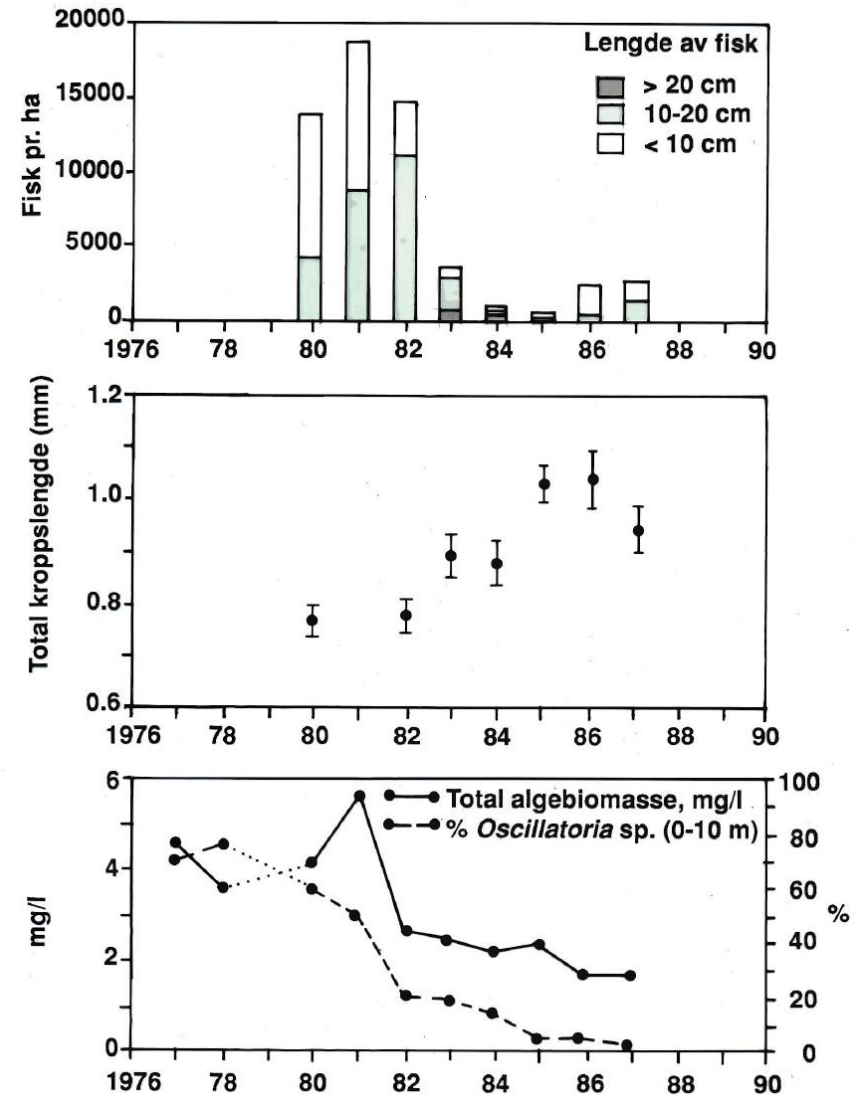 20000
15000
10000
5000
0
Fisk pr. ha
Lengde av fisk
> 20 cm
10-20 cm
< 10 cm
1976 78 80 82 84 86 88 90
1.2
1.0
0.8
0.6
Total kroppslengde (mm)
1976 78 80 82 84 86 88 90
6
4
2
0
mg/l
Total algebiomasse, mg/l
% Oscillatoria sp. (0-10 m)
100
80
60
40
20
0
%
1976 78 80 82 84 86 88 90